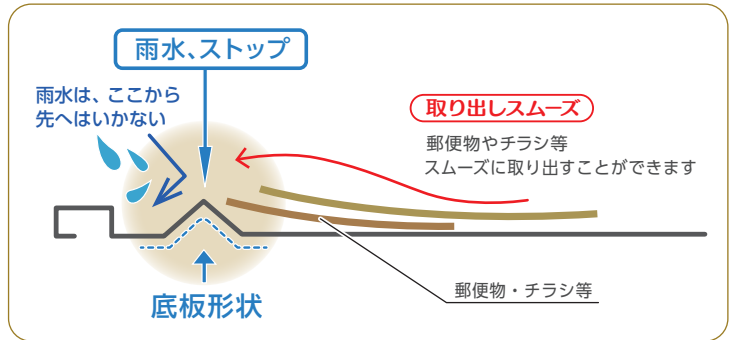 雨水、ストップ
雨水は、ここから
先へはいかない
取り出しスムーズ
郵便物やチラシ等
スムーズに取り出すことができます
郵便物・チラシ等
底板形状